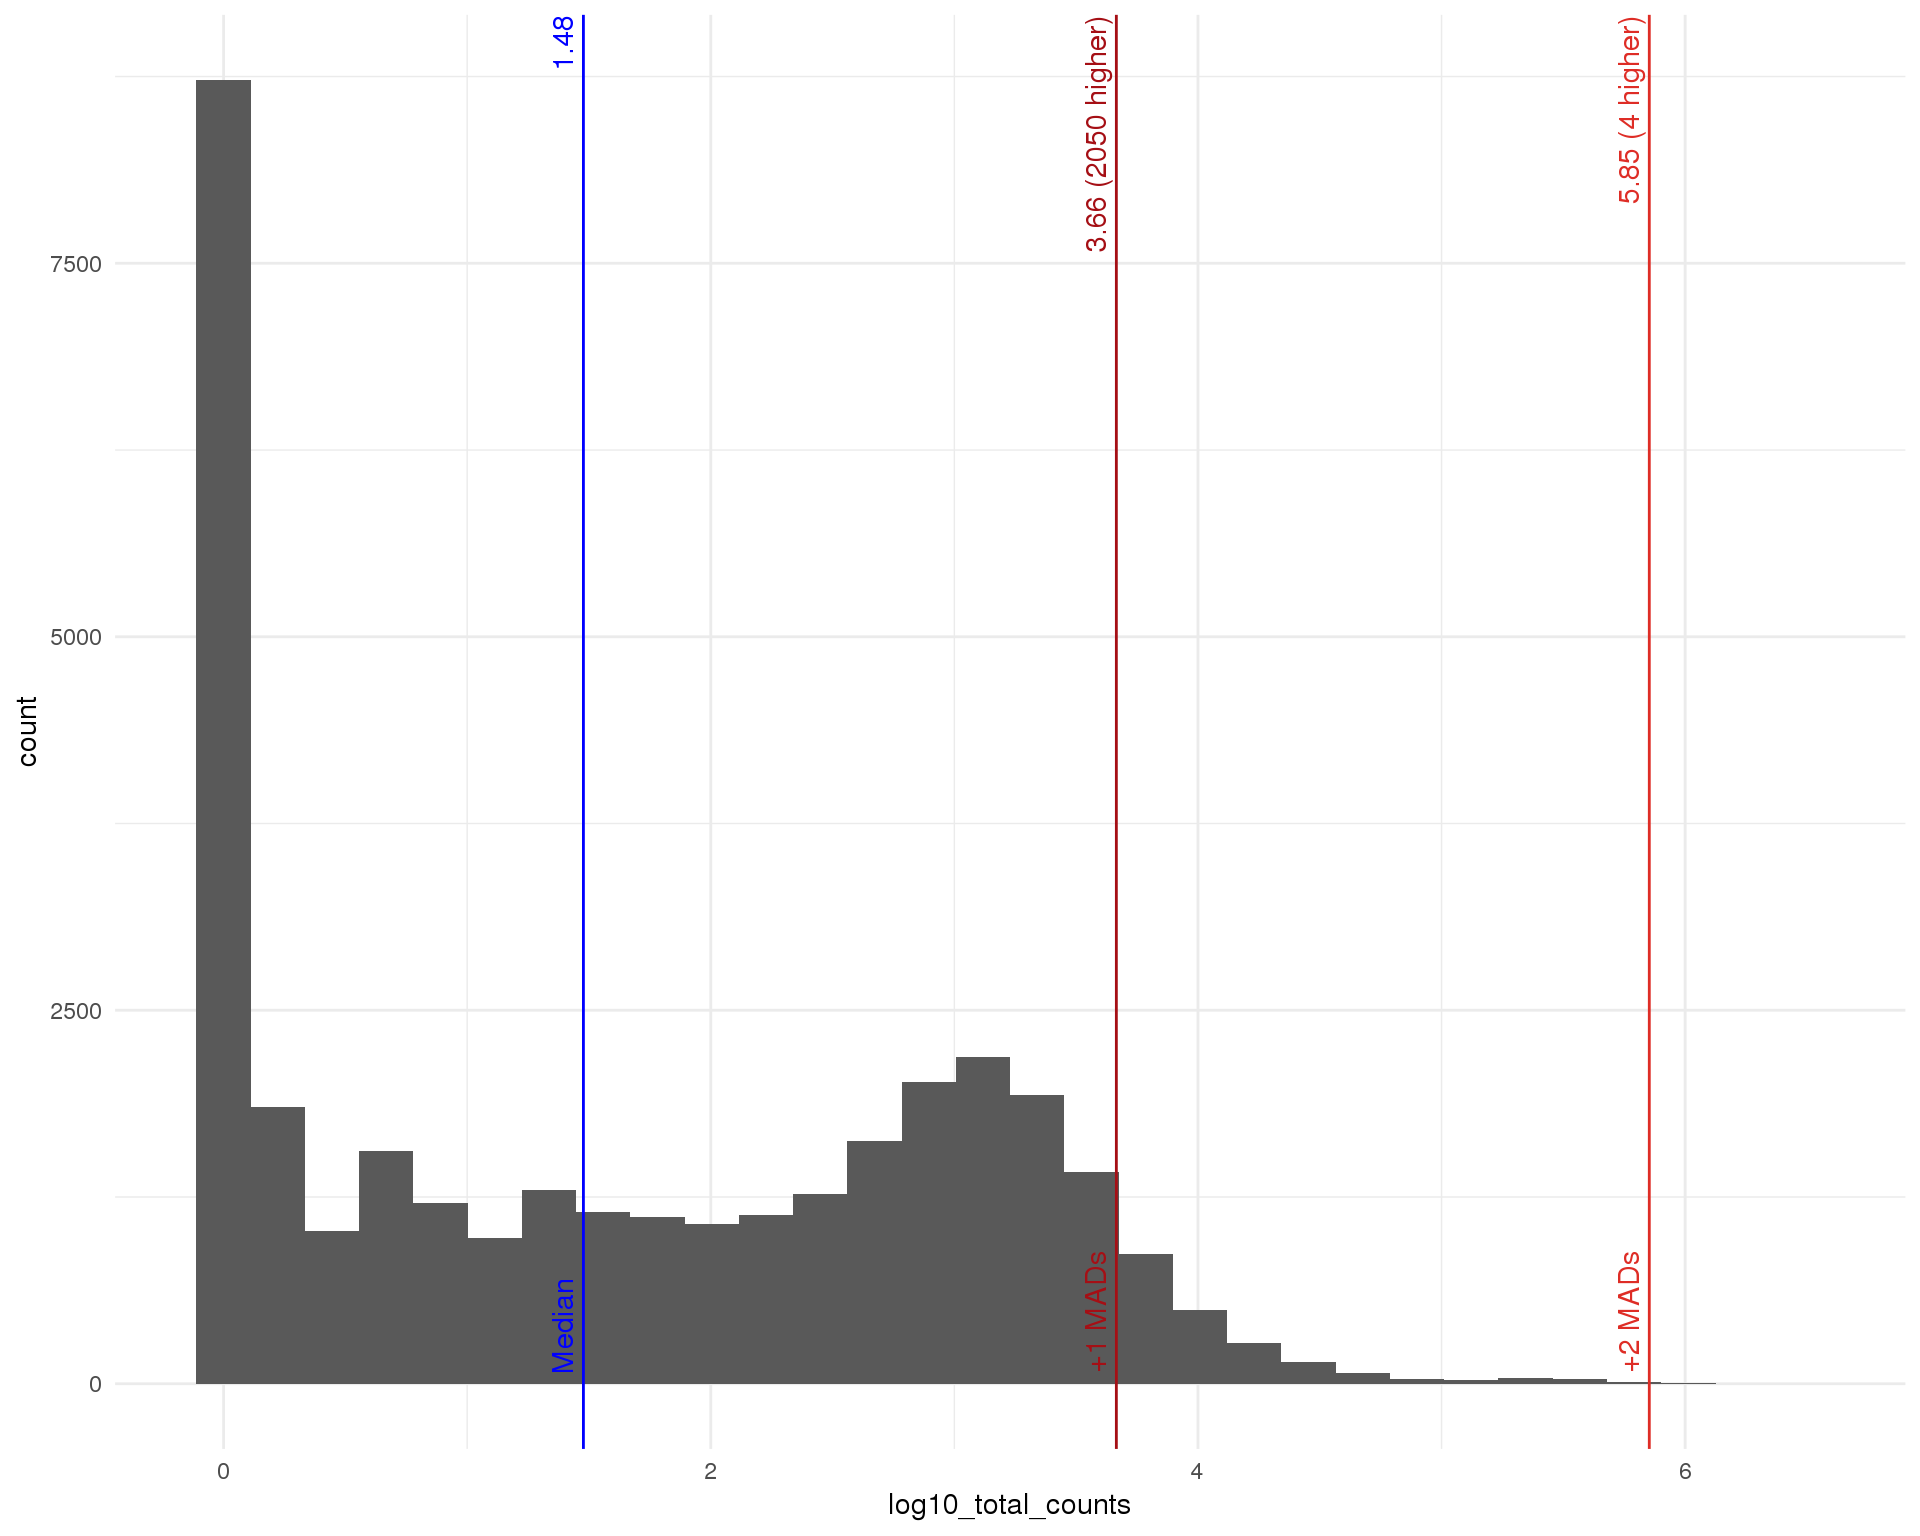 1.48
3.66 (2050 higher)
5.85 (4 higher)
7500
5000
2500
0
count
Median
+1 MADs
+2 MADs
0
2
4
6
log10_total_counts